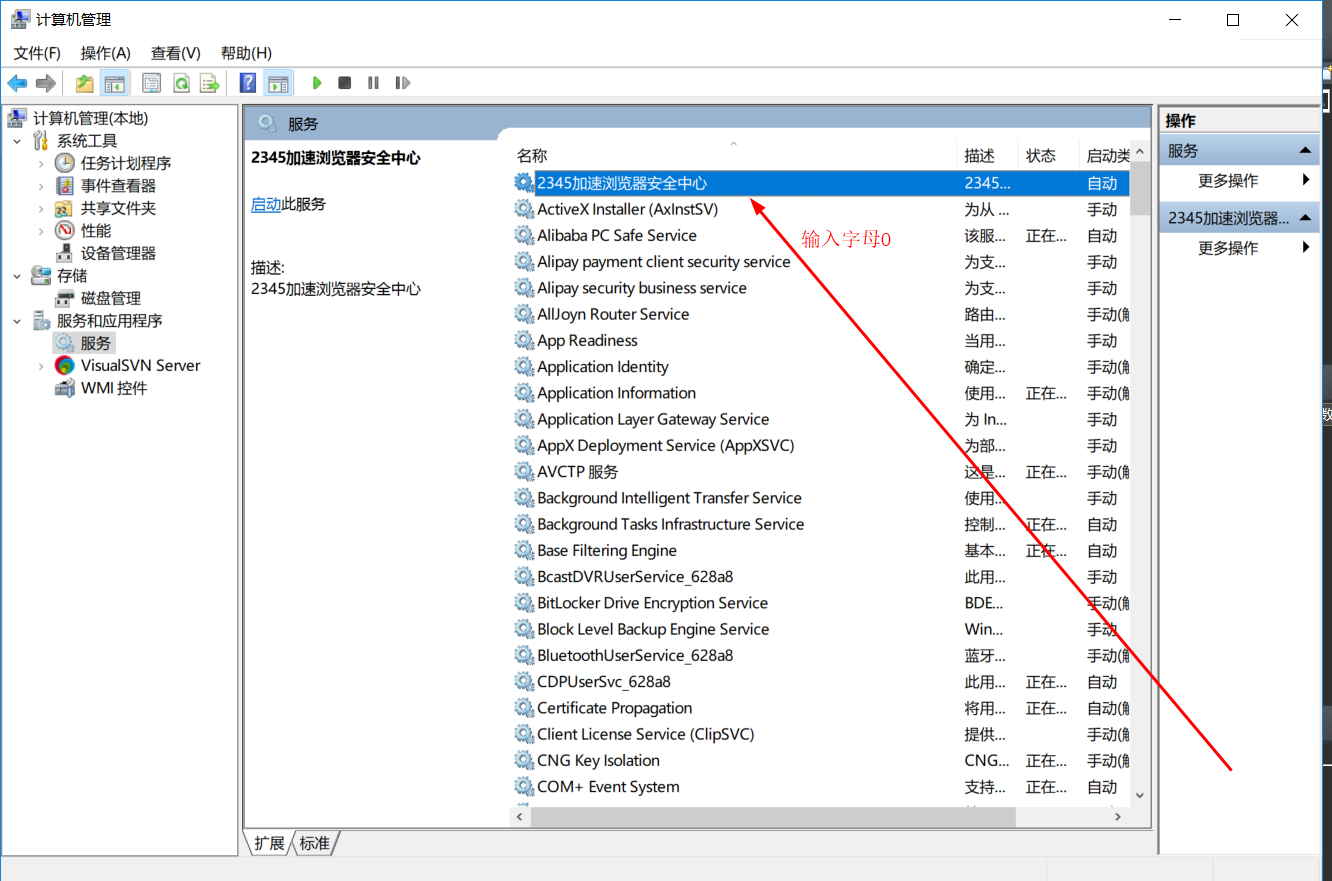 计算机管理
文件(F) 操作(A) 查看(V) 帮助(H)
计算机管理(本地)
系统工具
任务计划程序
事件查看器
共享文件夹
性能
设备管理器
存储
磁盘管理
服务和应用程序
服务
VisualSVN Server
WMI 控件
服务
2345加速浏览器安全中心
启动此服务
描述:
2345加速浏览器安全中心
名称 描述 状态 启动类
2345加速浏览器安全中心 2345... 自动
ActiveX Installer (AxInstSV) 为从 ... 手动
Alibaba PC Safe Service 该服... 正在... 自动
Alipay payment client security service 为支... 手动
Alipay security business service 为支... 手动
AllJoyn Router Service 路由... 手动(触
App Readiness 当用... 手动
Application Identity 确定... 手动(触
Application Information 使用... 正在... 手动(触
Application Layer Gateway Service 为 In... 手动
AppX Deployment Service (AppXSVC) 为部... 手动
AVCTP 服务 这是... 正在... 手动(触
Background Intelligent Transfer Service 使用... 手动
Background Tasks Infrastructure Service 控制... 正在... 自动
Base Filtering Engine 基本... 正在... 自动
BcastDVRUserService_628a8 此用... 手动
BitLocker Drive Encryption Service BDE... 手动(触
Block Level Backup Engine Service Win... 手动
BluetoothUserService_628a8 蓝牙... 手动(触
CDPUserSvc_628a8 此用... 正在... 自动
Certificate Propagation 将用... 正在... 自动(触
Client License Service (ClipSVC) 提供... 手动(触
CNG Key Isolation CNG... 正在... 手动(触
COM+ Event System 支持... 正在... 自动
输入字母0
扩展 标准
操作
服务
更多操作
2345加速浏览器...
更多操作